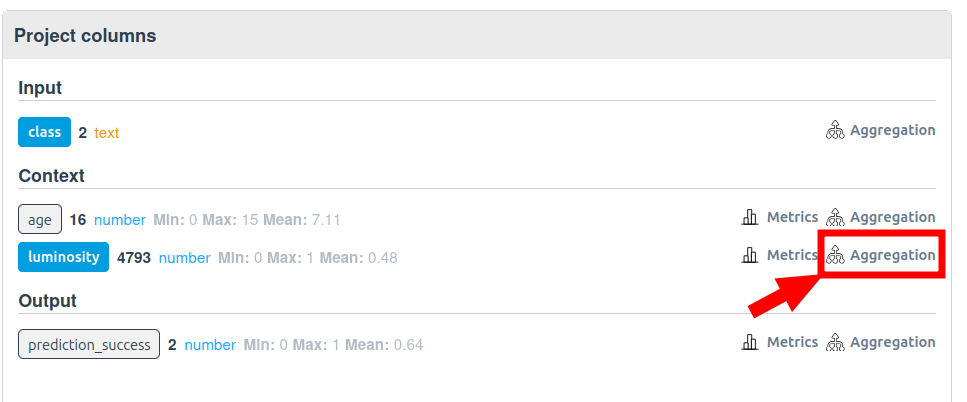 Project columns
Input
class 2 text Aggregation
Context
age 16 number Min: 0 Max: 15 Mean: 7.11 Metrics Aggregation
luminosity 4793 number Min: 0 Max: 1 Mean: 0.48 Metrics Aggregation
Output
prediction_success 2 number Min: 0 Max: 1 Mean: 0.64 Metrics Aggregation